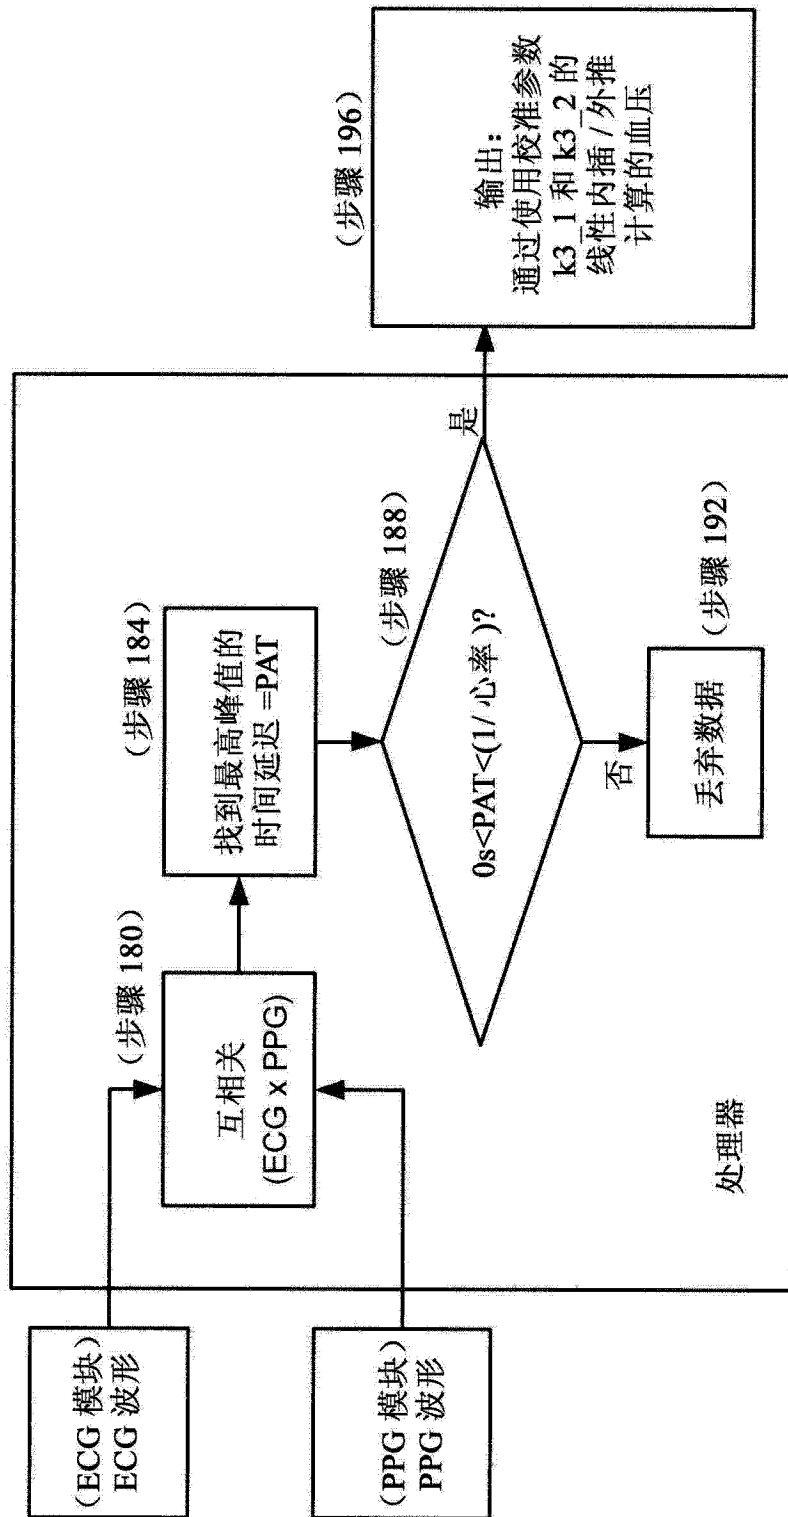 (ECG 模块)
ECG 波形
(PPG 模块)
PPG 波形
(步骤 180)
互相关
(ECG x PPG)
(步骤 184)
找到最高峰值的
时间延迟 =PAT
(步骤 188)
0s<PAT<(1/ 心率 )?
是
否
(步骤 192)
丢弃数据
处理器
(步骤 196)
输出:
通过使用校准参数
k3_1 和 k3_2 的
线性内插 / 外推
计算的血压